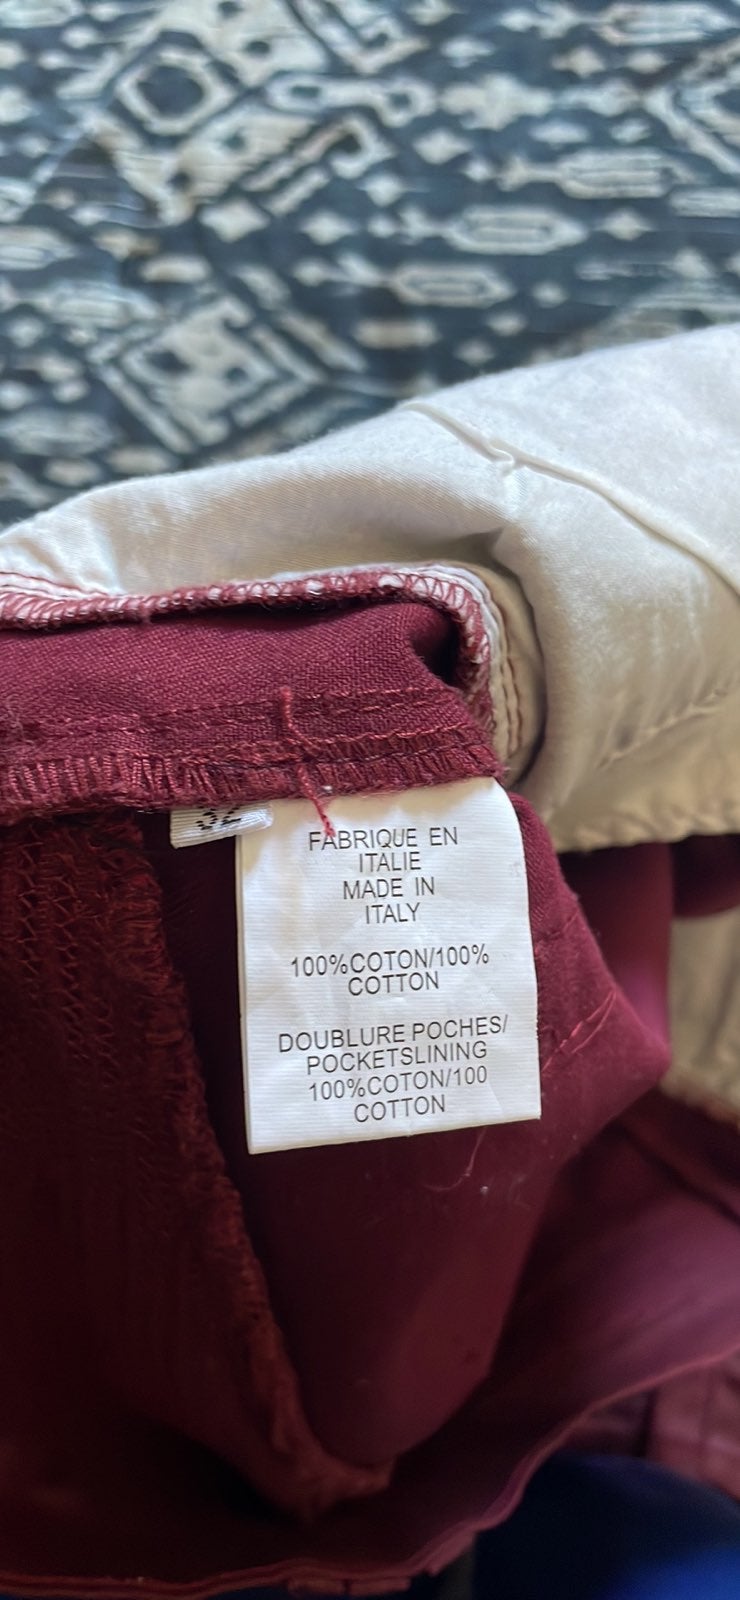 32
FABRIQUE EN
ITALIE
MADE IN
ITALY
100%COTON/100%
COTTON
DOUBLURE POCHES/
POCKETSLINING
100%COTON/100
COTTON